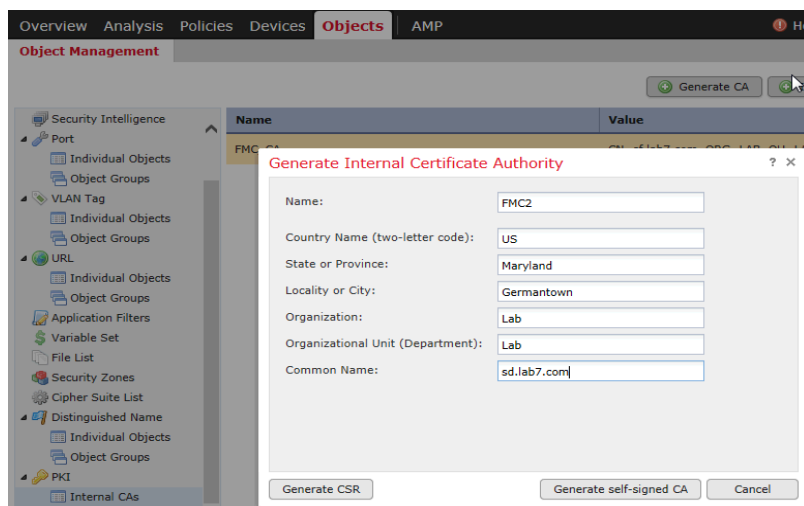 Overview Analysis Policies Devices Objects AMP
Object Management
Generate CA
Security Intelligence
Port
Individual Objects
Object Groups
VLAN Tag
Individual Objects
Object Groups
URL
Individual Objects
Object Groups
Application Filters
Variable Set
File List
Security Zones
Cipher Suite List
Distinguished Name
Individual Objects
Object Groups
PKI
Internal CAs
Name Value
Generate Internal Certificate Authority ? ×
Name: FMC2
Country Name (two-letter code): US
State or Province: Maryland
Locality or City: Germantown
Organization: Lab
Organizational Unit (Department): Lab
Common Name: sd.lab7.com
Generate CSR Generate self-signed CA Cancel